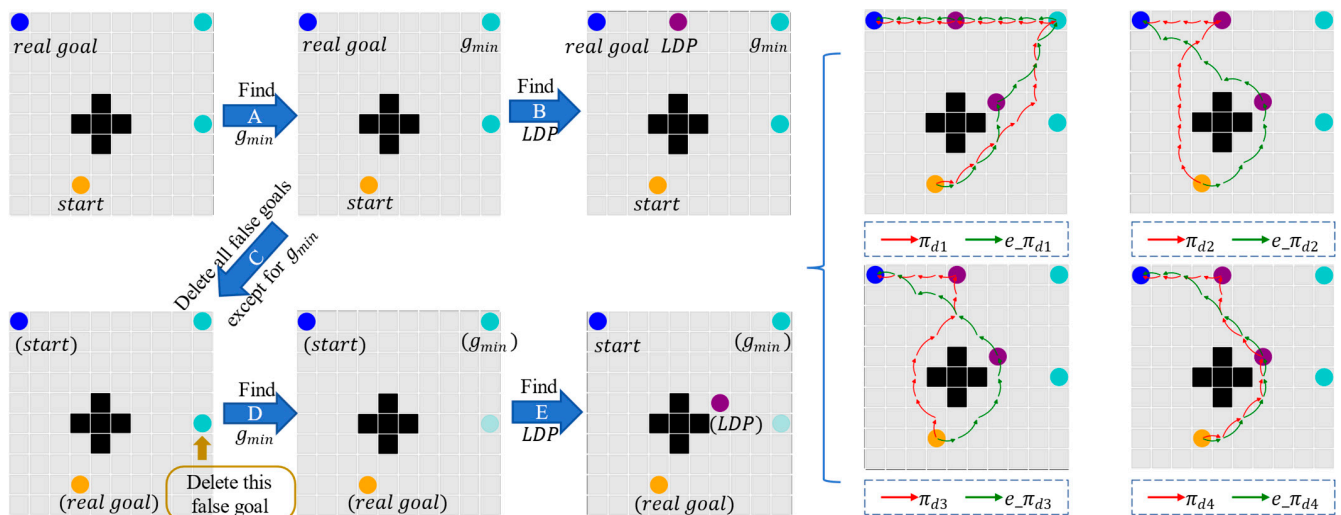 real goal
start
Find
A
g_min
real goal
g_min
start
Find
B
LDP
real goal LDP
g_min
start
Delete all false goals
C
except for g_min
(start)
(real goal)
Delete this
false goal
Find
D
g_min
(start)
(g_min)
(real goal)
Find
E
LDP
start
(g_min)
(LDP)
(real goal)
π_d1 e_π_d1
π_d2 e_π_d2
π_d3 e_π_d3
π_d4 e_π_d4